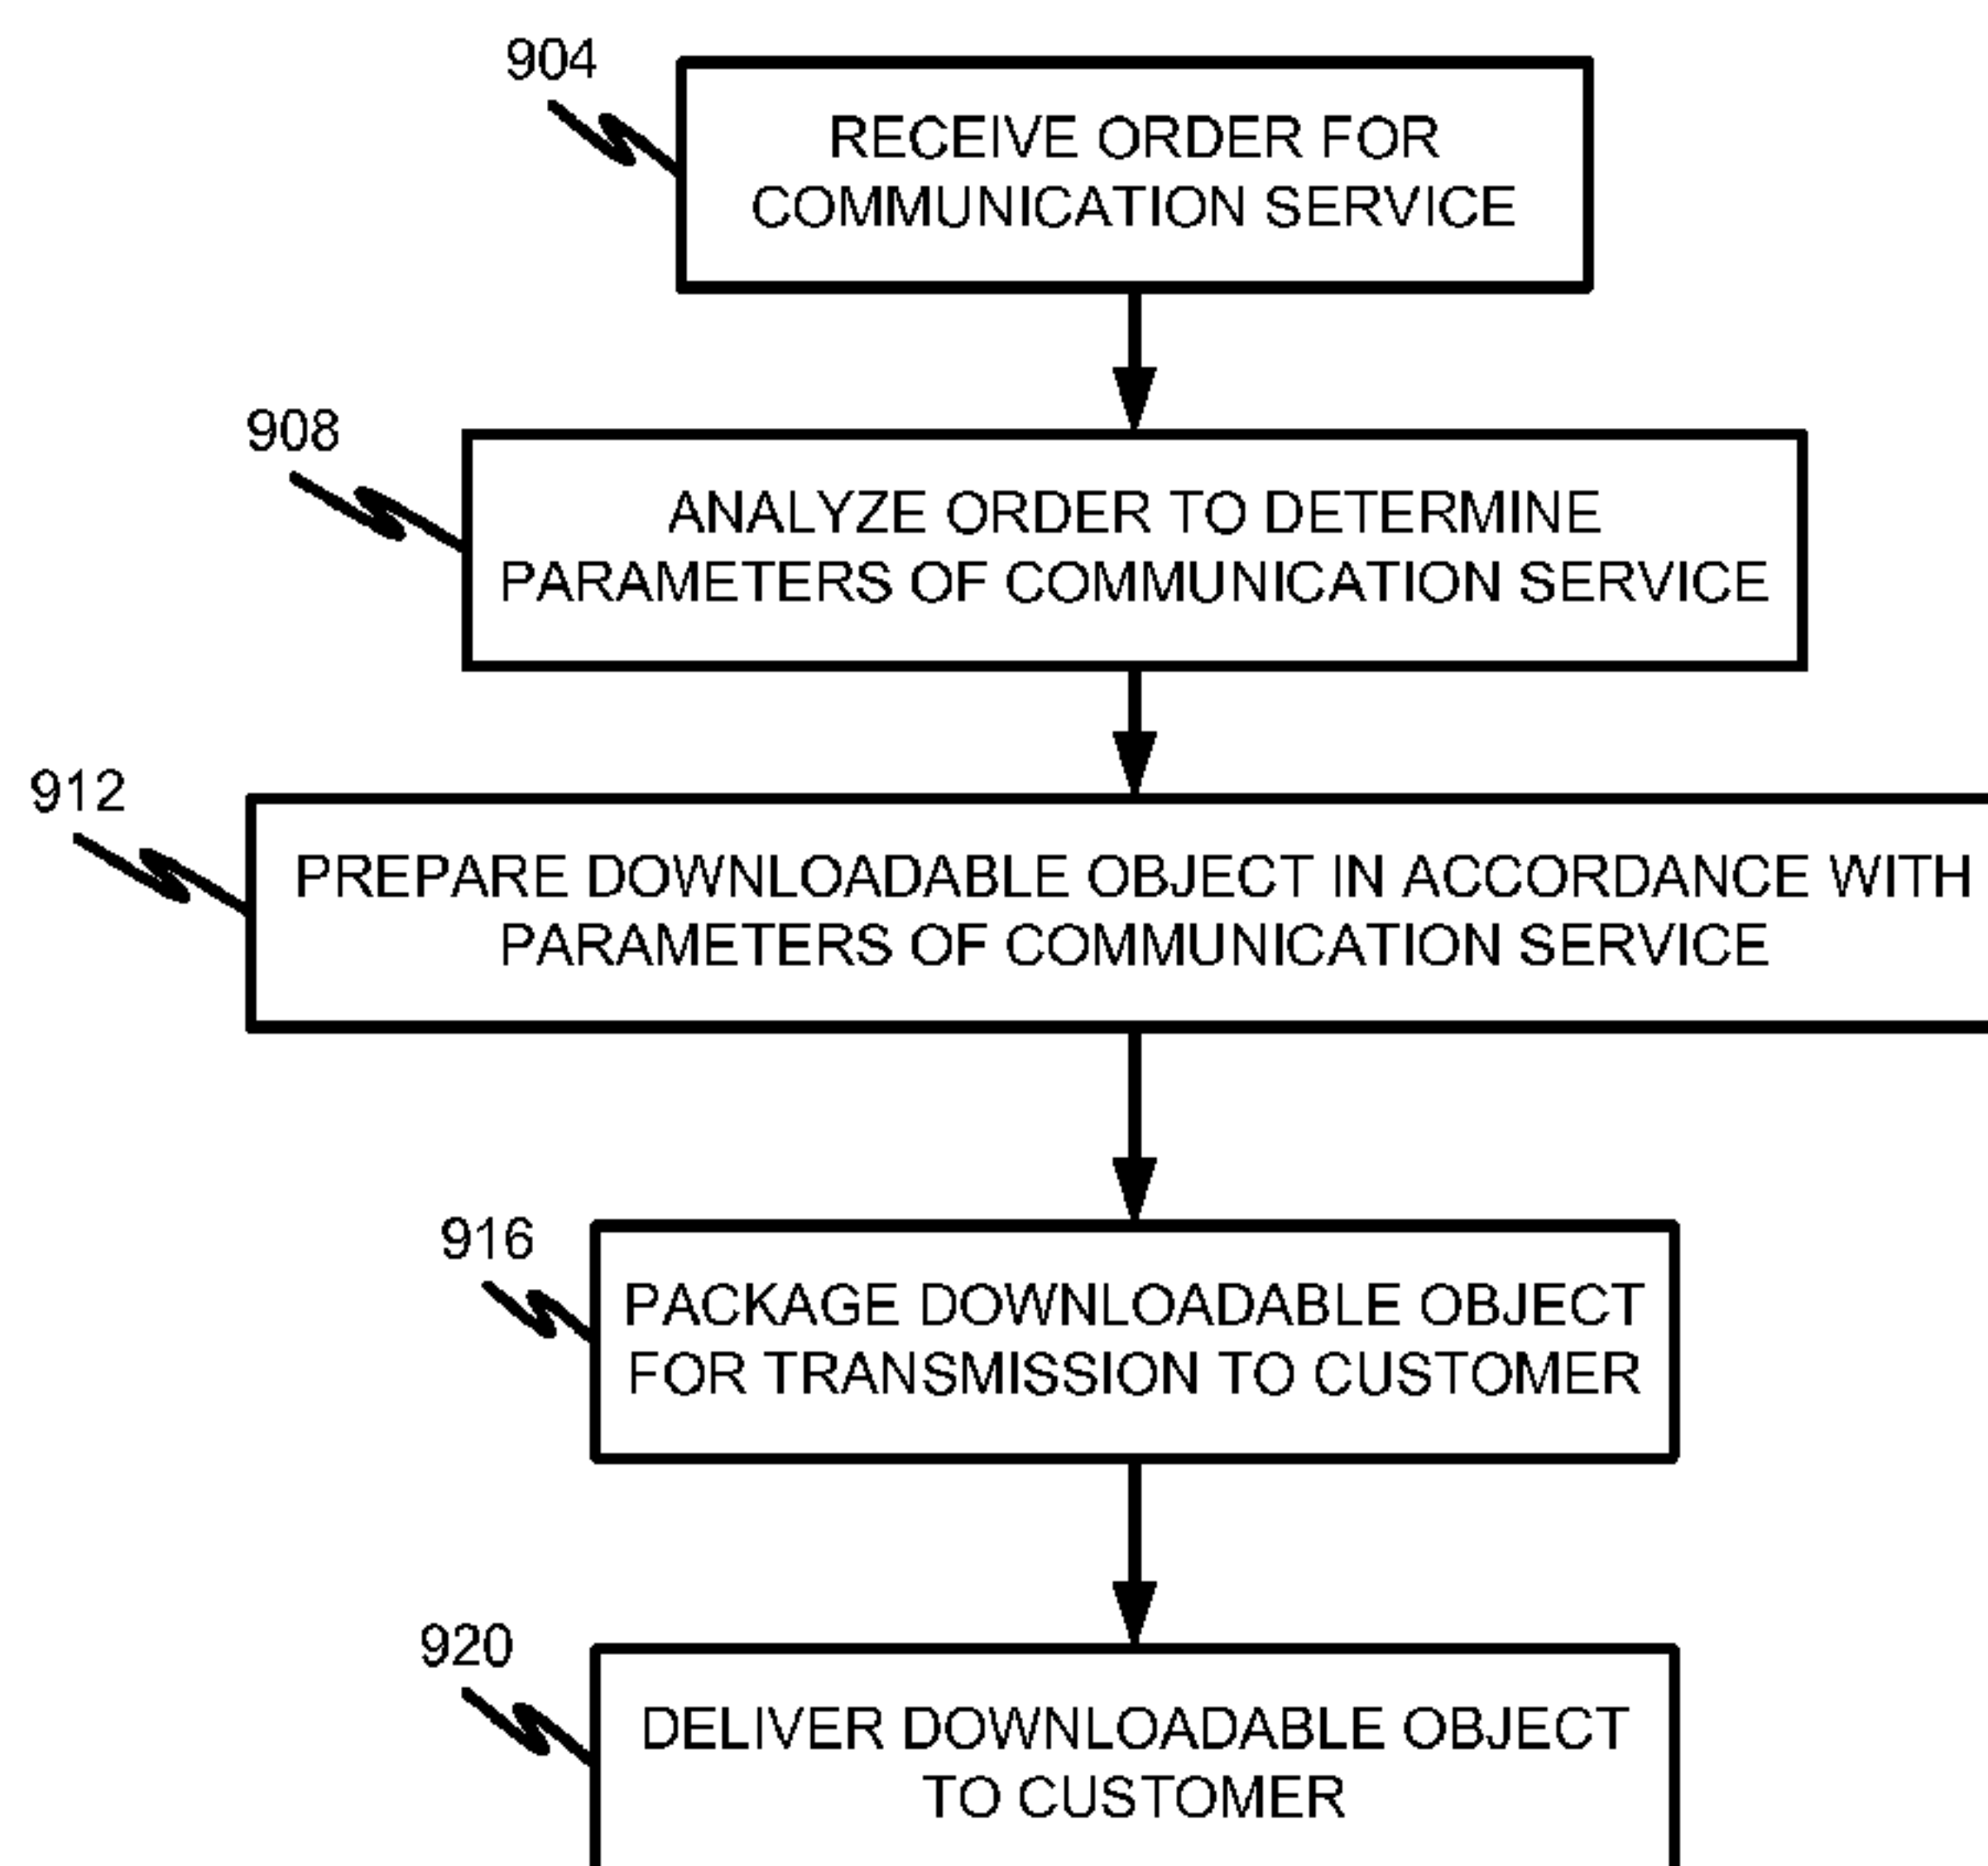 904
RECEIVE ORDER FOR
COMMUNICATION SERVICE
908
ANALYZE ORDER TO DETERMINE
PARAMETERS OF COMMUNICATION SERVICE
912
PREPARE DOWNLOADABLE OBJECT IN ACCORDANCE WITH
PARAMETERS OF COMMUNICATION SERVICE
916
PACKAGE DOWNLOADABLE OBJECT
FOR TRANSMISSION TO CUSTOMER
920
DELIVER DOWNLOADABLE OBJECT
TO CUSTOMER